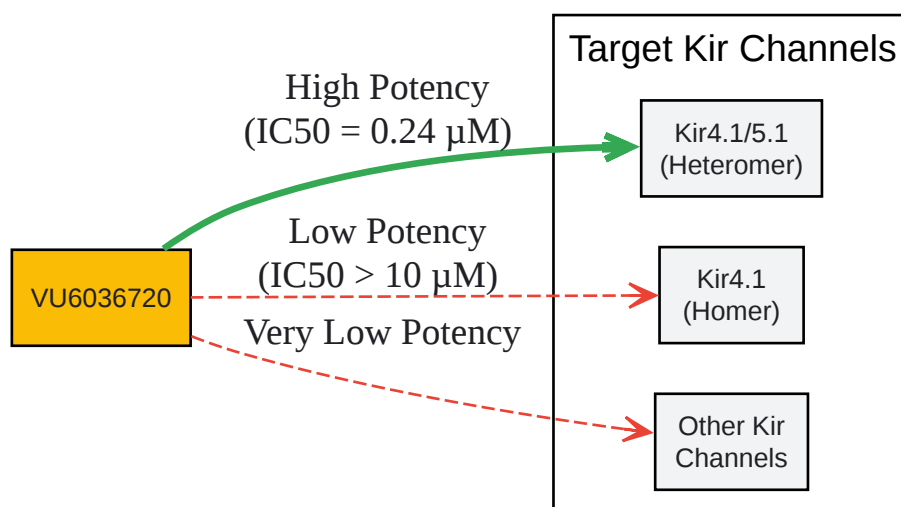 Target Kir Channels
High Potency
(IC50 = 0.24 µM)
Kir4.1/5.1
(Heteromer)
Low Potency
(IC50 > 10 µM)
VU6036720
Kir4.1
(Homer)
Very Low Potency
Other Kir
Channels